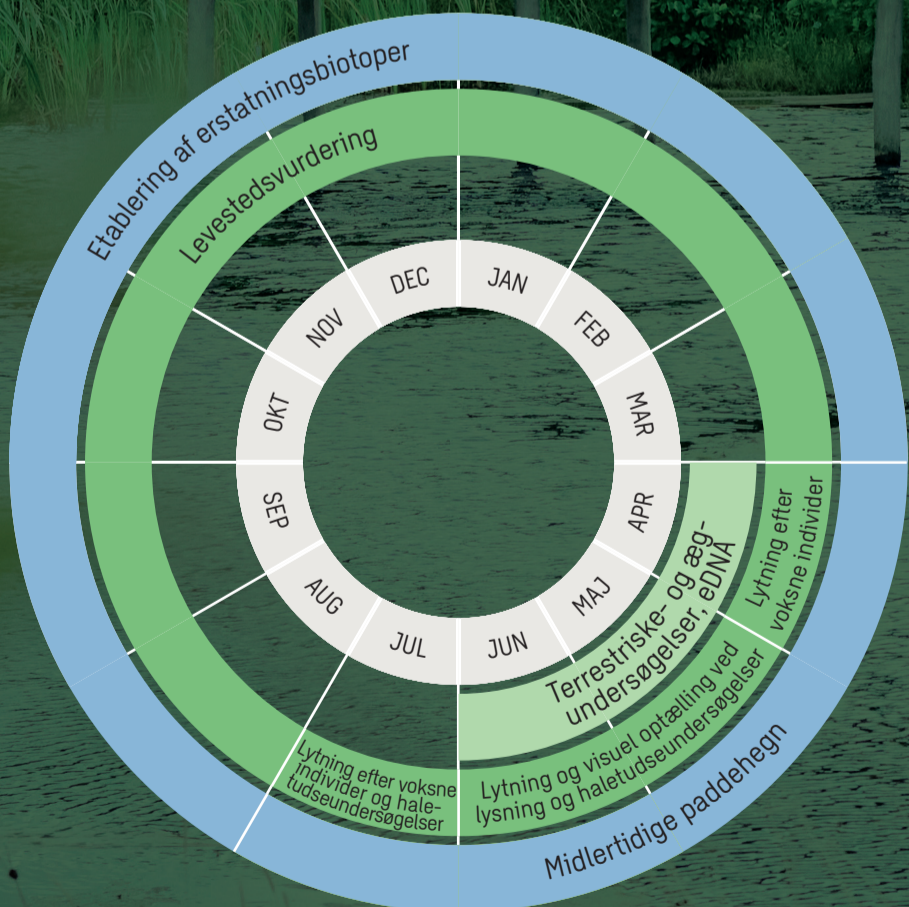 Etablering af erstatningsbiotoper
Levestedsvurdering
JAN
FEB
MAR
APR
MAJ
JUN
JUL
AUG
SEP
OKT
NOV
DEC
Terrestriske- og æg-
undersøgelser, eDNA
Lytning efter
voksne individer
Lytning og visuel optælling ved
lysning og haletudseundersøgelser
Lytning efter voksne
individer og hale-
tudseundersøgelser
Midlertidige paddehegn